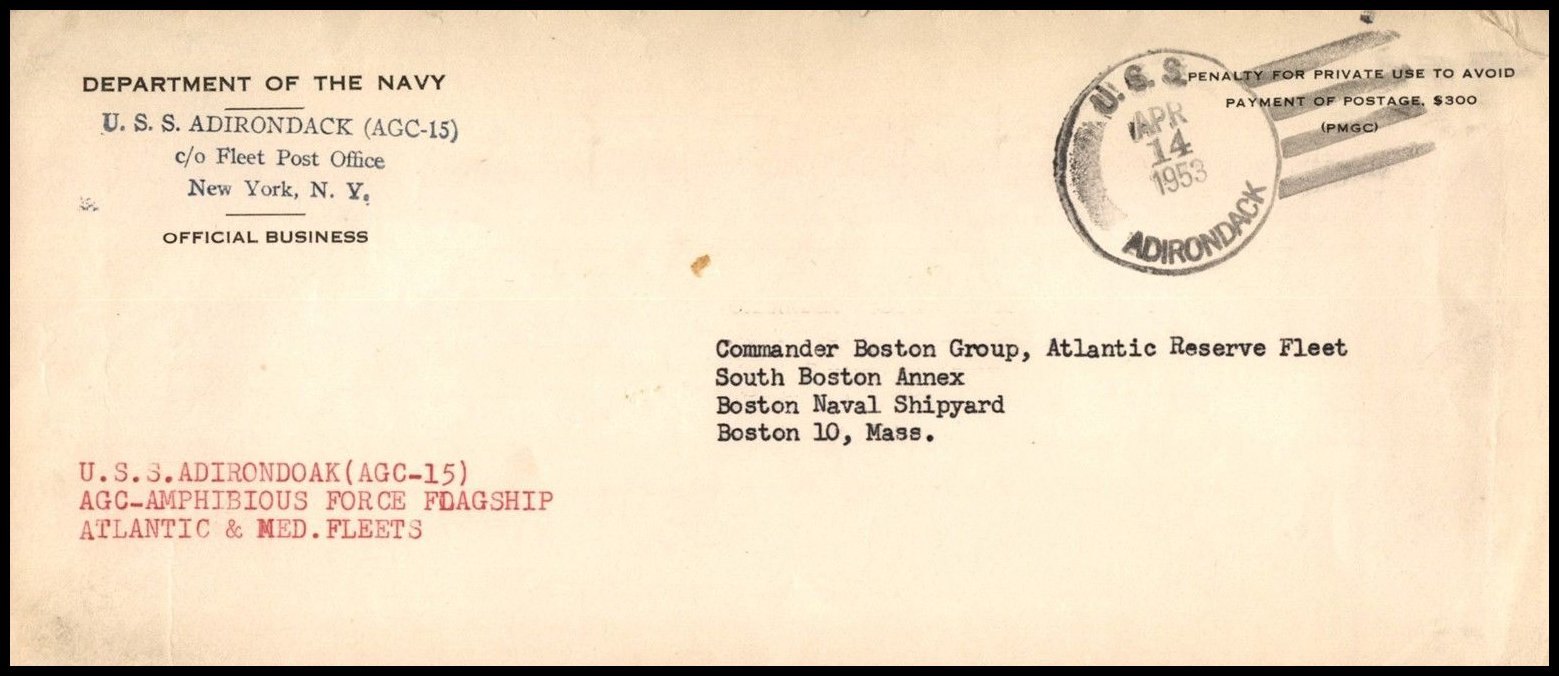 DEPARTMENT OF THE NAVY
U. S. S. ADIRONDACK (AGC-15)
c/o Fleet Post Office
New York, N. Y.
OFFICIAL BUSINESS
U. S. S.
APR
14
1953
ADIRONDACK
PENALTY FOR PRIVATE USE TO AVOID
PAYMENT OF POSTAGE, $300
(PMGC)
Commander Boston Group, Atlantic Reserve Fleet
South Boston Annex
Boston Naval Shipyard
Boston 10, Mass.
U.S.S.ADIRONDOAK(AGC-15)
AGC-AMPHIBIOUS FORCE FDAGSHIP
ATLANTIC & MED.FLEETS